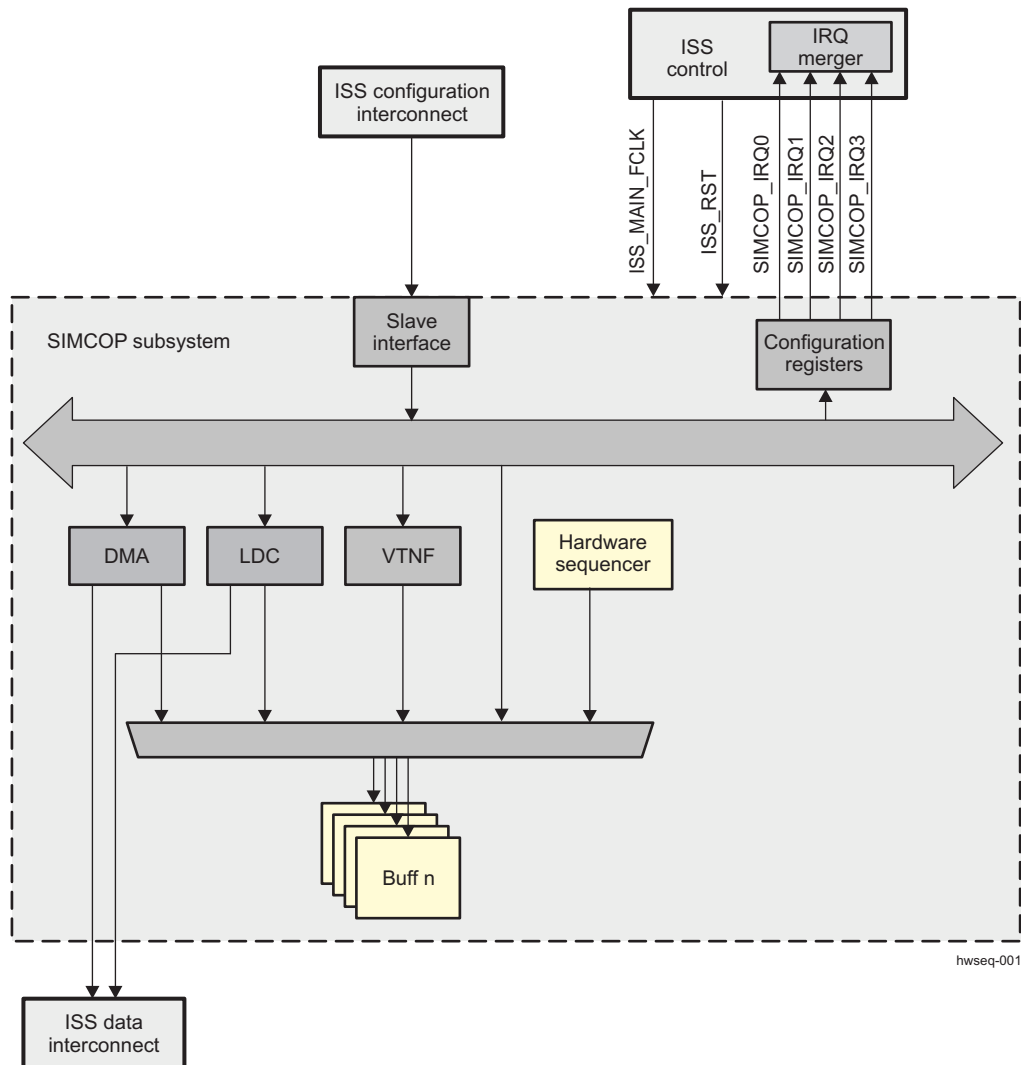 ISS
control
IRQ
merger
ISS configuration
interconnect
ISS_MAIN_FCLK
ISS_RST
SIMCOP_IRQ0
SIMCOP_IRQ1
SIMCOP_IRQ2
SIMCOP_IRQ3
SIMCOP subsystem
Slave
interface
Configuration
registers
DMA
LDC
VTNF
Hardware
sequencer
Buff n
hwseq-001
ISS data
interconnect